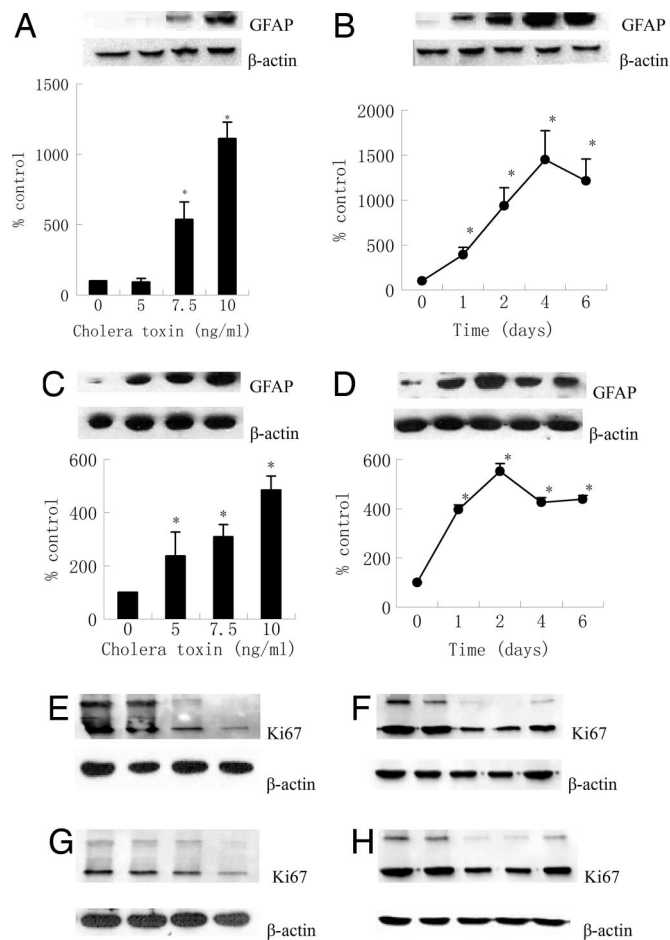 A
GFAP
β-actin
1500
1000
500
0
% control
*
*
0 5 7.5 10
Cholera toxin (ng/ml)
B
GFAP
β-actin
2000
1500
1000
500
0
% control
*
*
*
*
0 1 2 4 6
Time (days)
C
GFAP
β-actin
600
400
200
0
% control
*
*
*
0 5 7.5 10
Cholera toxin (ng/ml)
D
GFAP
β-actin
600
400
200
0
% control
*
*
*
*
0 1 2 4 6
Time (days)
E
Ki67
β-actin
F
Ki67
β-actin
G
Ki67
β-actin
H
Ki67
β-actin